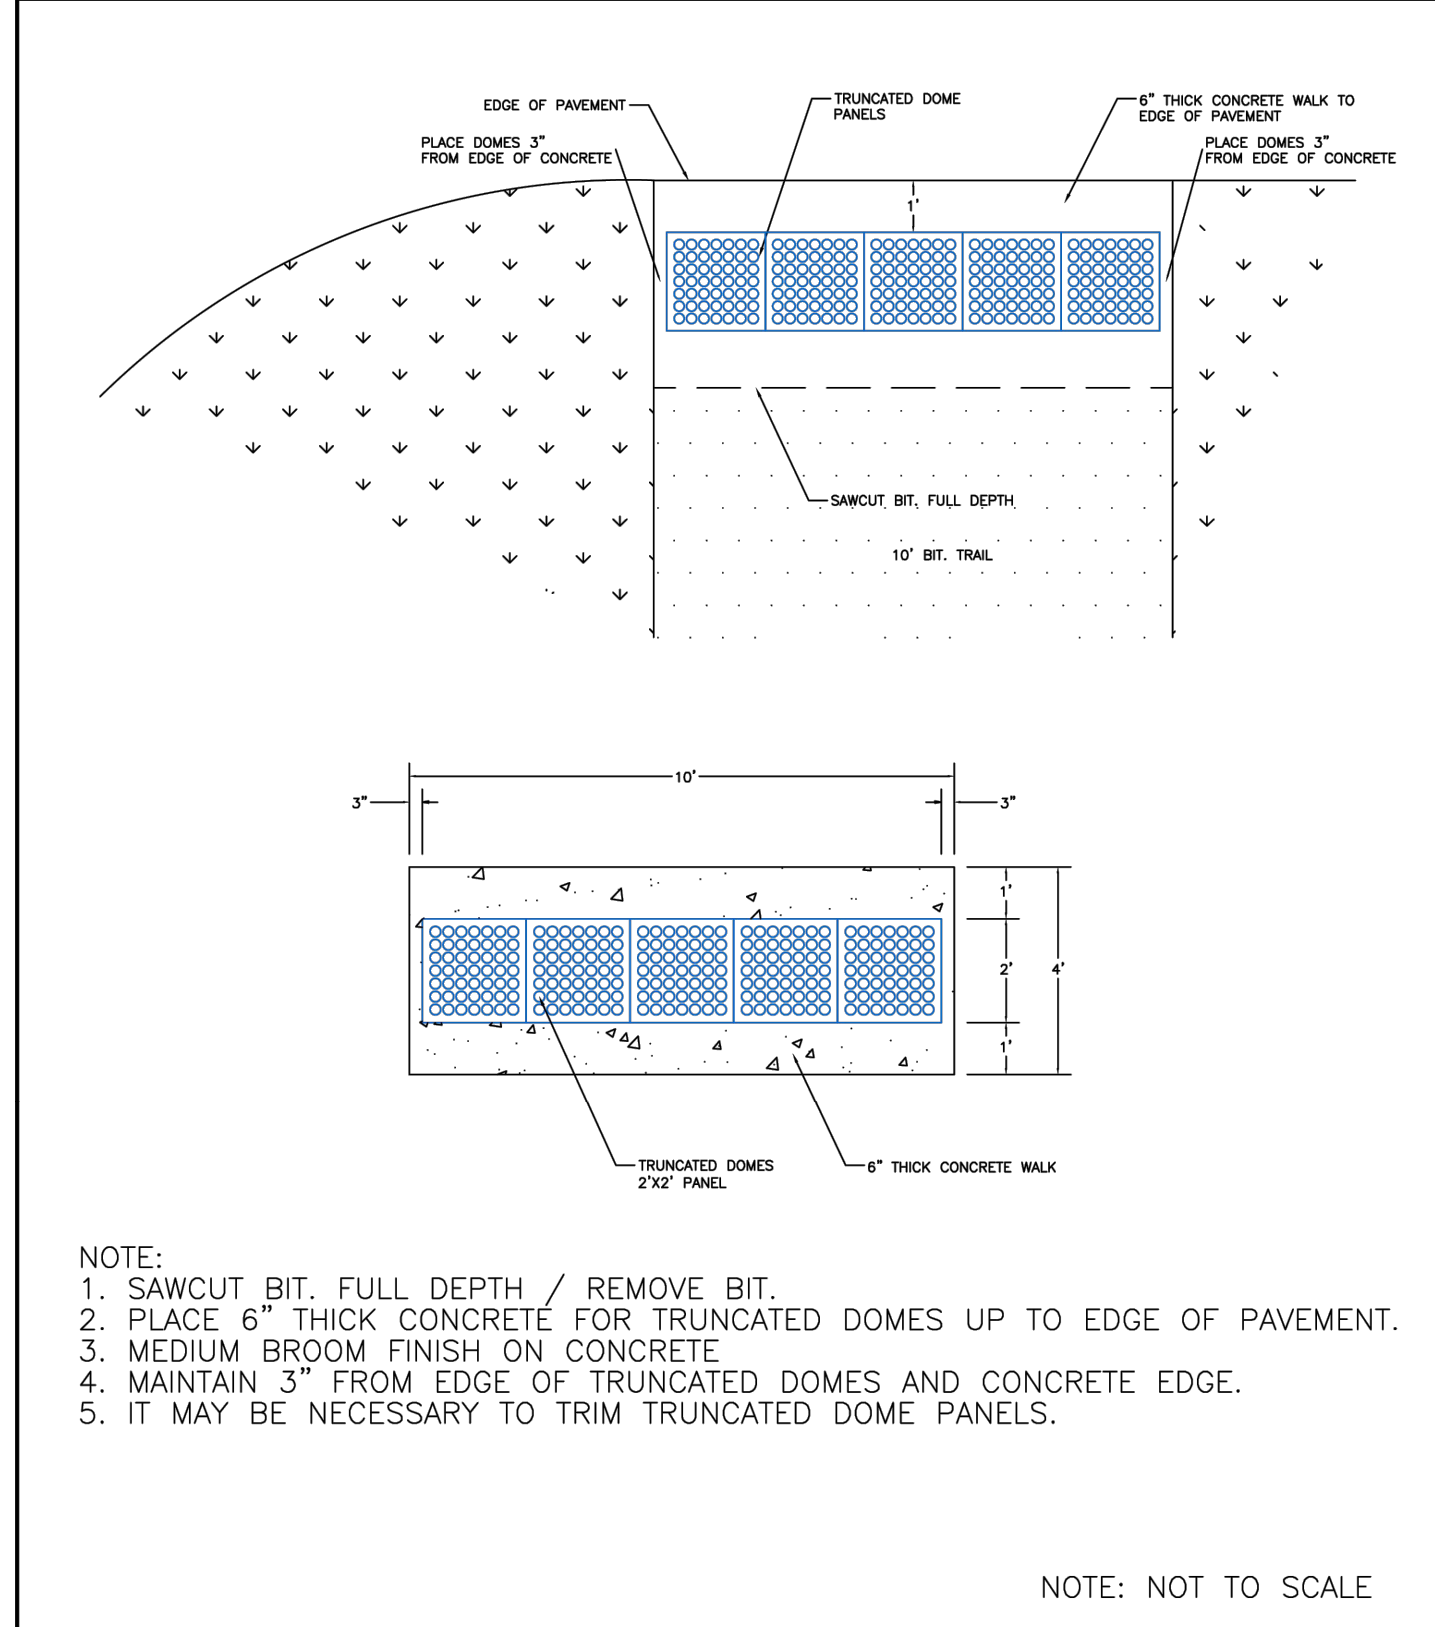 EDGE OF PAVEMENT
TRUNCATED DOME
PANELS
6" THICK CONCRETE WALK TO
EDGE OF PAVEMENT
PLACE DOMES 3"
FROM EDGE OF CONCRETE
PLACE DOMES 3"
FROM EDGE OF CONCRETE
1'
SAWCUT BIT. FULL DEPTH
10' BIT. TRAIL
10'
3"
3"
1'
2'
4'
1'
TRUNCATED DOMES
2'X2' PANEL
6" THICK CONCRETE WALK
NOTE:
1. SAWCUT BIT. FULL DEPTH / REMOVE BIT.
2. PLACE 6" THICK CONCRETE FOR TRUNCATED DOMES UP TO EDGE OF PAVEMENT.
3. MEDIUM BROOM FINISH ON CONCRETE
4. MAINTAIN 3" FROM EDGE OF TRUNCATED DOMES AND CONCRETE EDGE.
5. IT MAY BE NECESSARY TO TRIM TRUNCATED DOME PANELS.
NOTE: NOT TO SCALE